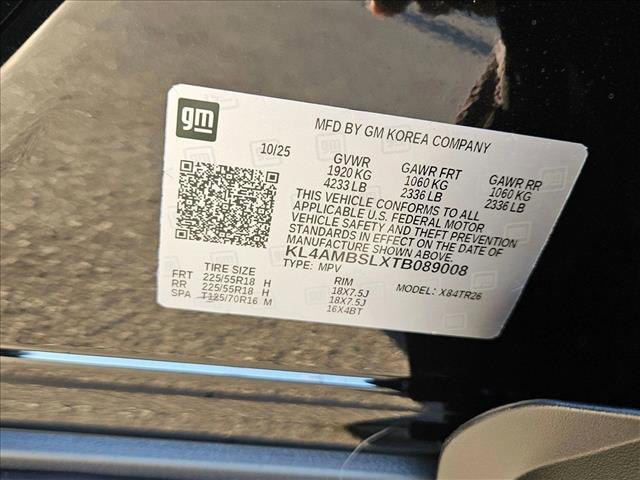 gm
MFD BY GM KOREA COMPANY
10/25
GVWR
1920 KG
4233 LB
GAWR FRT
1060 KG
2336 LB
GAWR RR
1060 KG
2336 LB
THIS VEHICLE CONFORMS TO ALL
APPLICABLE U.S. FEDERAL MOTOR
VEHICLE SAFETY AND THEFT PREVENTION
STANDARDS IN EFFECT ON THE DATE OF
MANUFACTURE SHOWN ABOVE.
KL4AMBSLXTB089008
TYPE: MPV
MODEL: X84TR26
TIRE SIZE RIM
FRT 225/55R18 H 18X7.5J
RR 225/55R18 H 18X7.5J
SPA T125/70R16 M 16X4BT